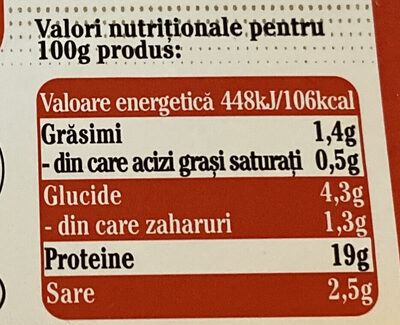 Valori nutriționale pentru
100g produs:
Valoare energetică 448kJ/106kcal
Grăsimi 1,4g
- din care acizi grași saturați 0,5g
Glucide 4,3g
- din care zaharuri 1,3g
Proteine 19g
Sare 2,5g